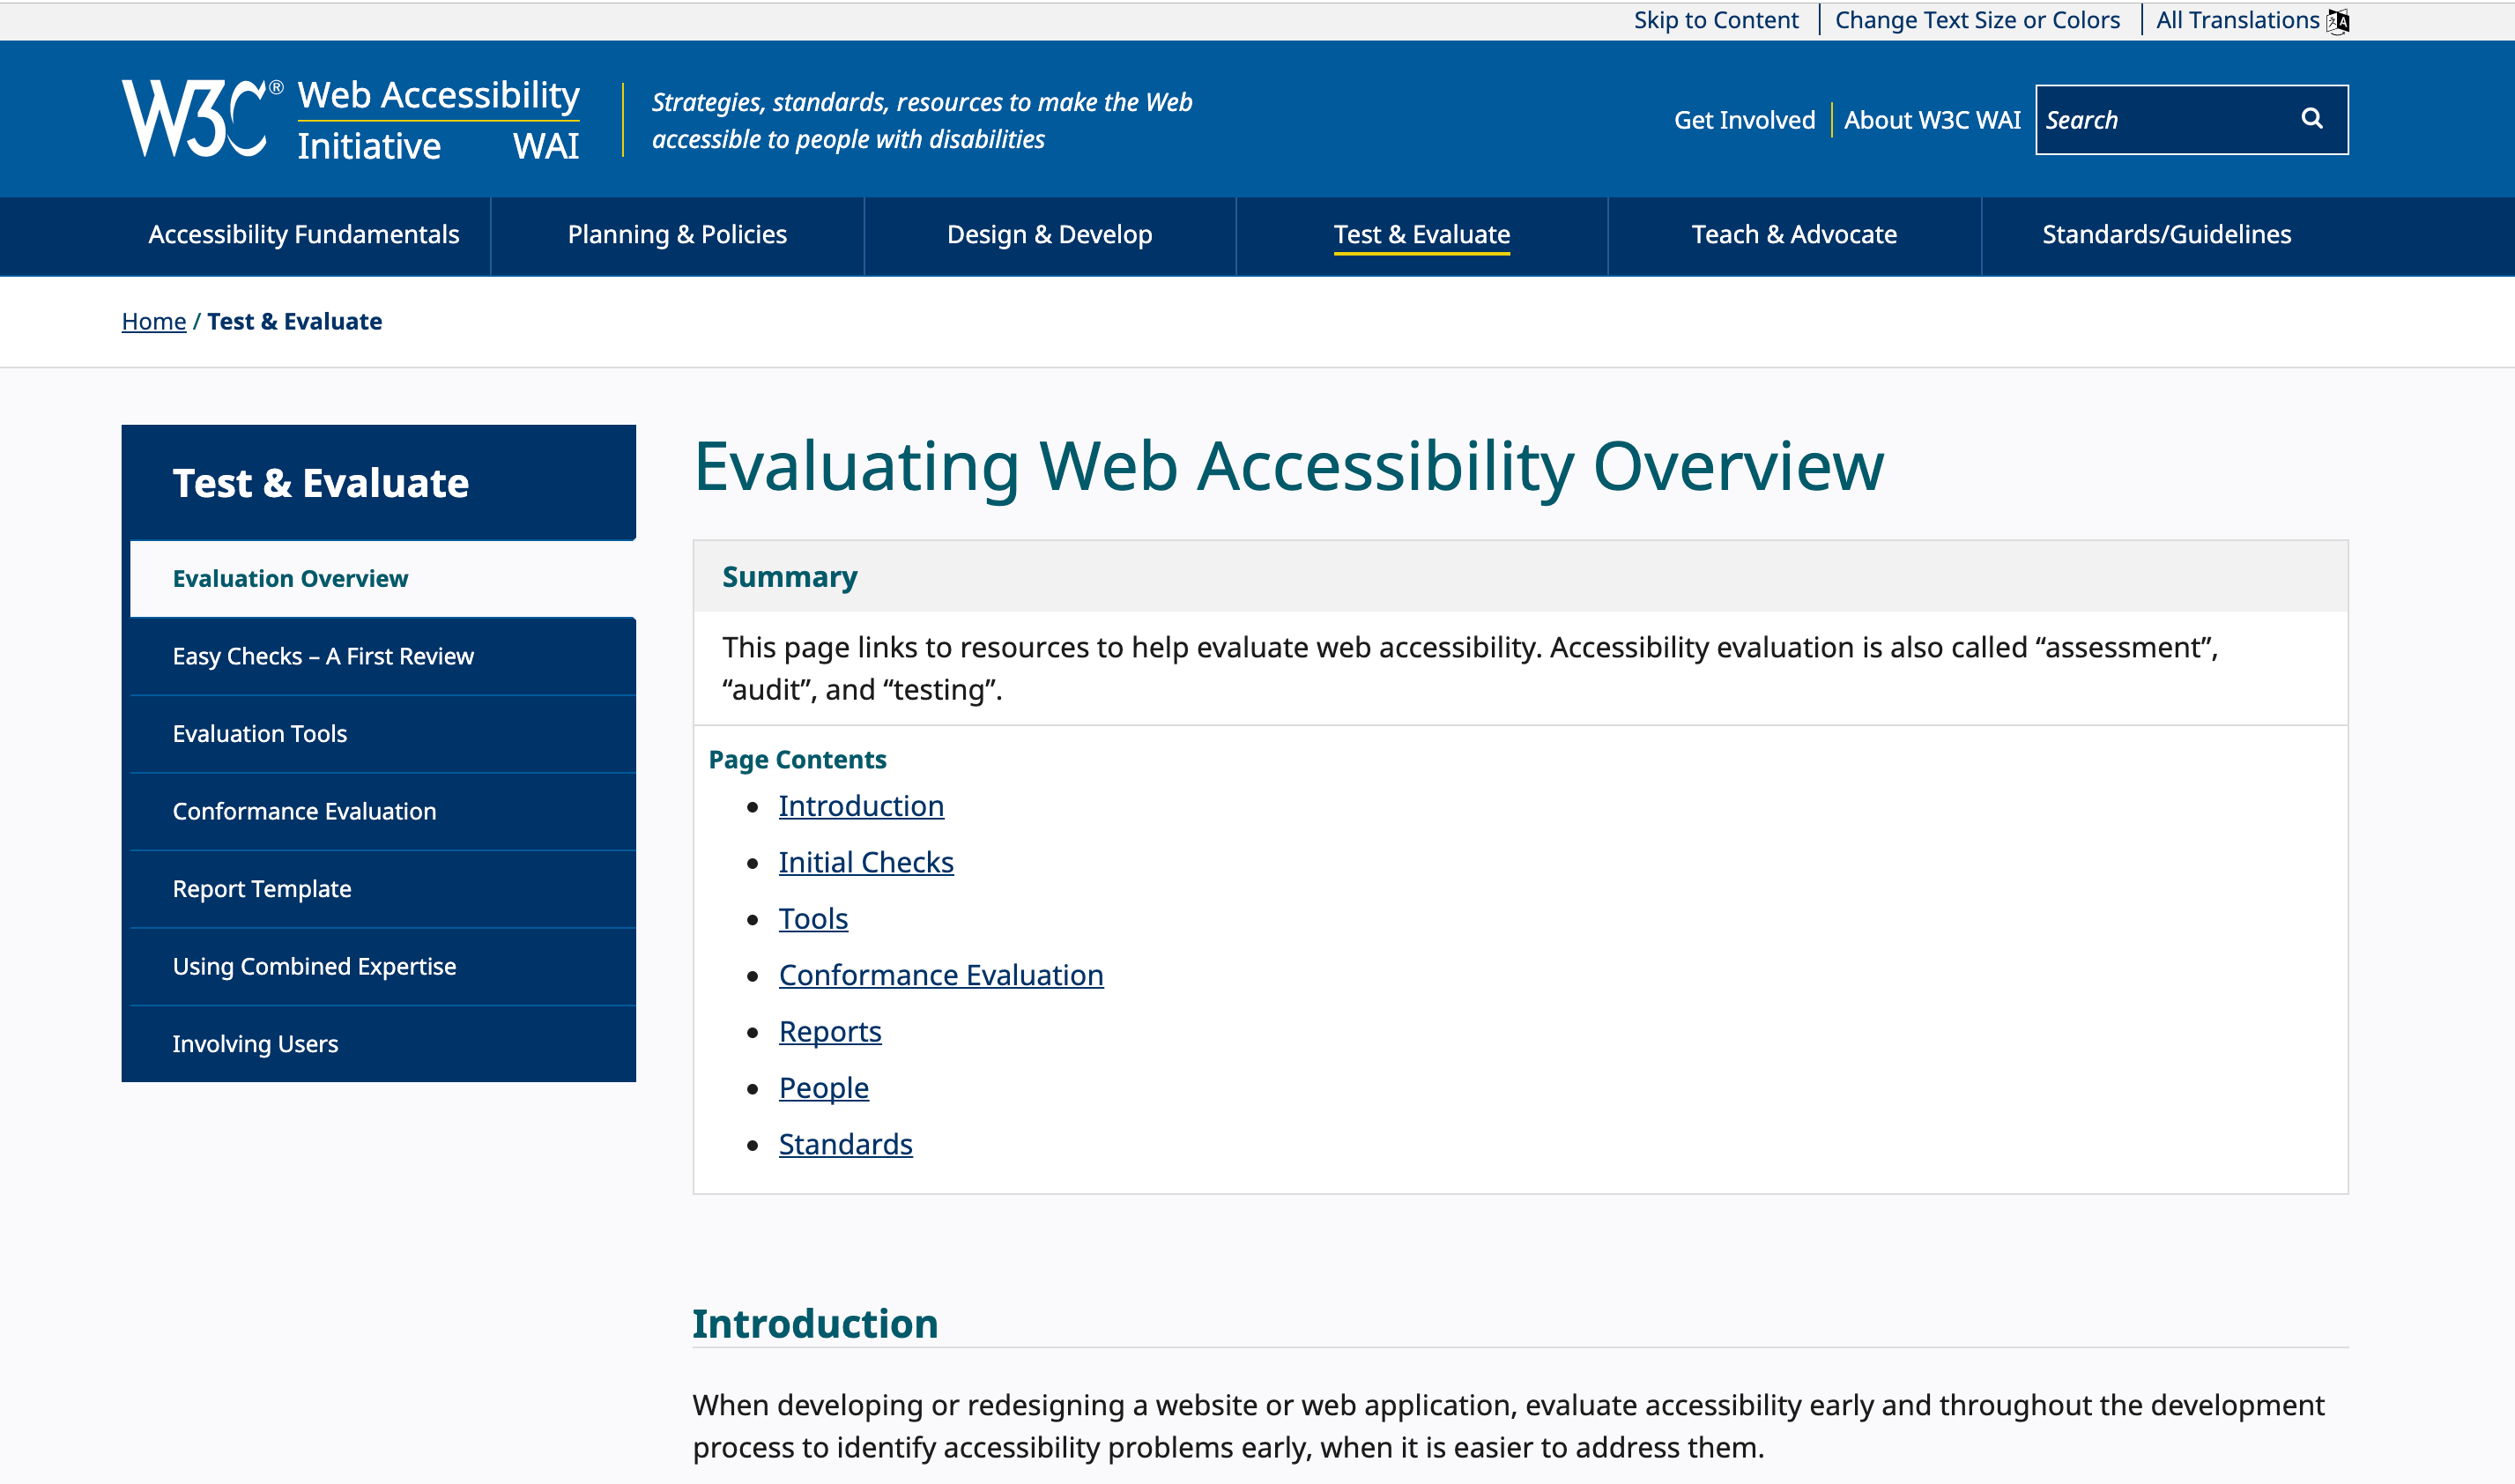 Skip to Content
Change Text Size or Colors
All Translations
W3C® Web Accessibility
Initiative WAI
Strategies, standards, resources to make the Web
accessible to people with disabilities
Get Involved
About W3C WAI
Search
Accessibility Fundamentals
Planning & Policies
Design & Develop
Test & Evaluate
Teach & Advocate
Standards/Guidelines
Home / Test & Evaluate
Test & Evaluate
Evaluation Overview
Easy Checks – A First Review
Evaluation Tools
Conformance Evaluation
Report Template
Using Combined Expertise
Involving Users
Evaluating Web Accessibility Overview
Summary
This page links to resources to help evaluate web accessibility. Accessibility evaluation is also called “assessment”,
“audit”, and “testing”.
Page Contents
• Introduction
• Initial Checks
• Tools
• Conformance Evaluation
• Reports
• People
• Standards
Introduction
When developing or redesigning a website or web application, evaluate accessibility early and throughout the development
process to identify accessibility problems early, when it is easier to address them.